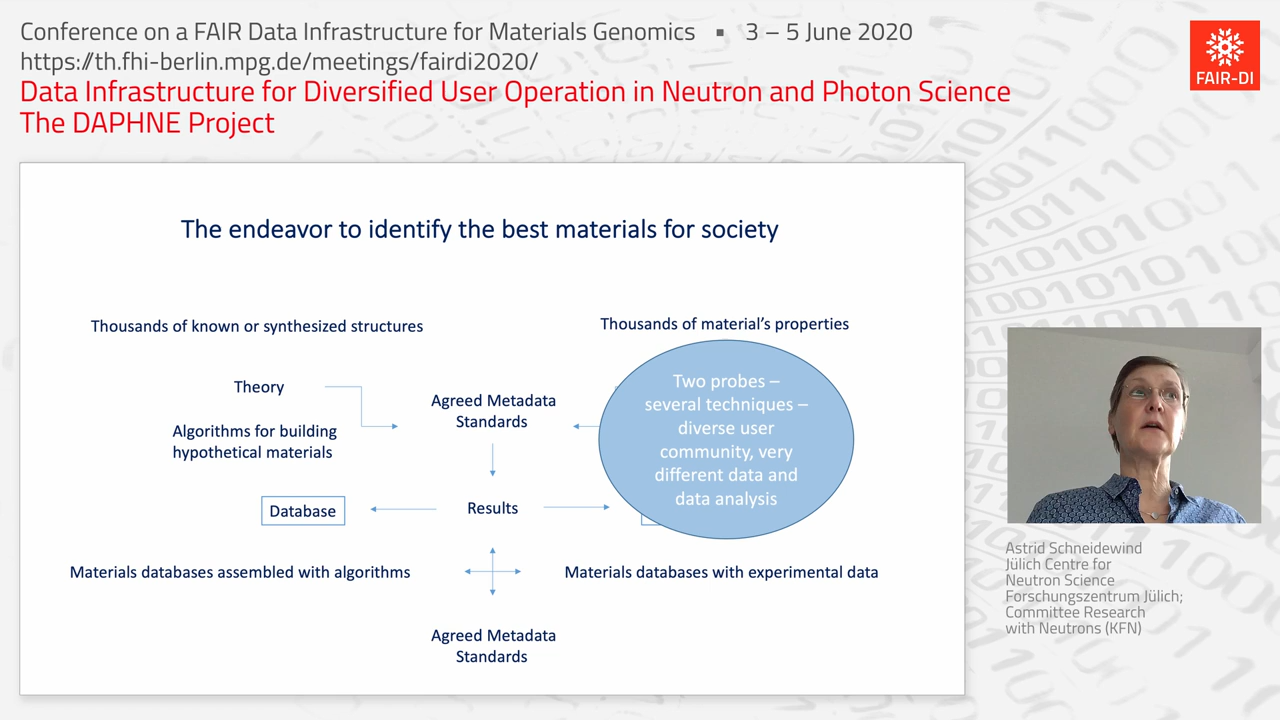 Conference on a FAIR Data Infrastructure for Materials Genomics ▪ 3 – 5 June 2020
https://th.fhi-berlin.mpg.de/meetings/fairdi2020/
Data Infrastructure for Diversified User Operation in Neutron and Photon Science
The DAPHNE Project
FAIR-DI
The endeavor to identify the best materials for society
Thousands of known or synthesized structures
Thousands of material's properties
Theory
Algorithms for building
hypothetical materials
Agreed Metadata
Standards
Two probes –
several techniques –
diverse user
community, very
different data and
data analysis
Database
Results
Materials databases assembled with algorithms
Materials databases with experimental data
Agreed Metadata
Standards
Astrid Schneidewind
Jülich Centre for
Neutron Science
Forschungszentrum Jülich;
Committee Research
with Neutrons (KFN)